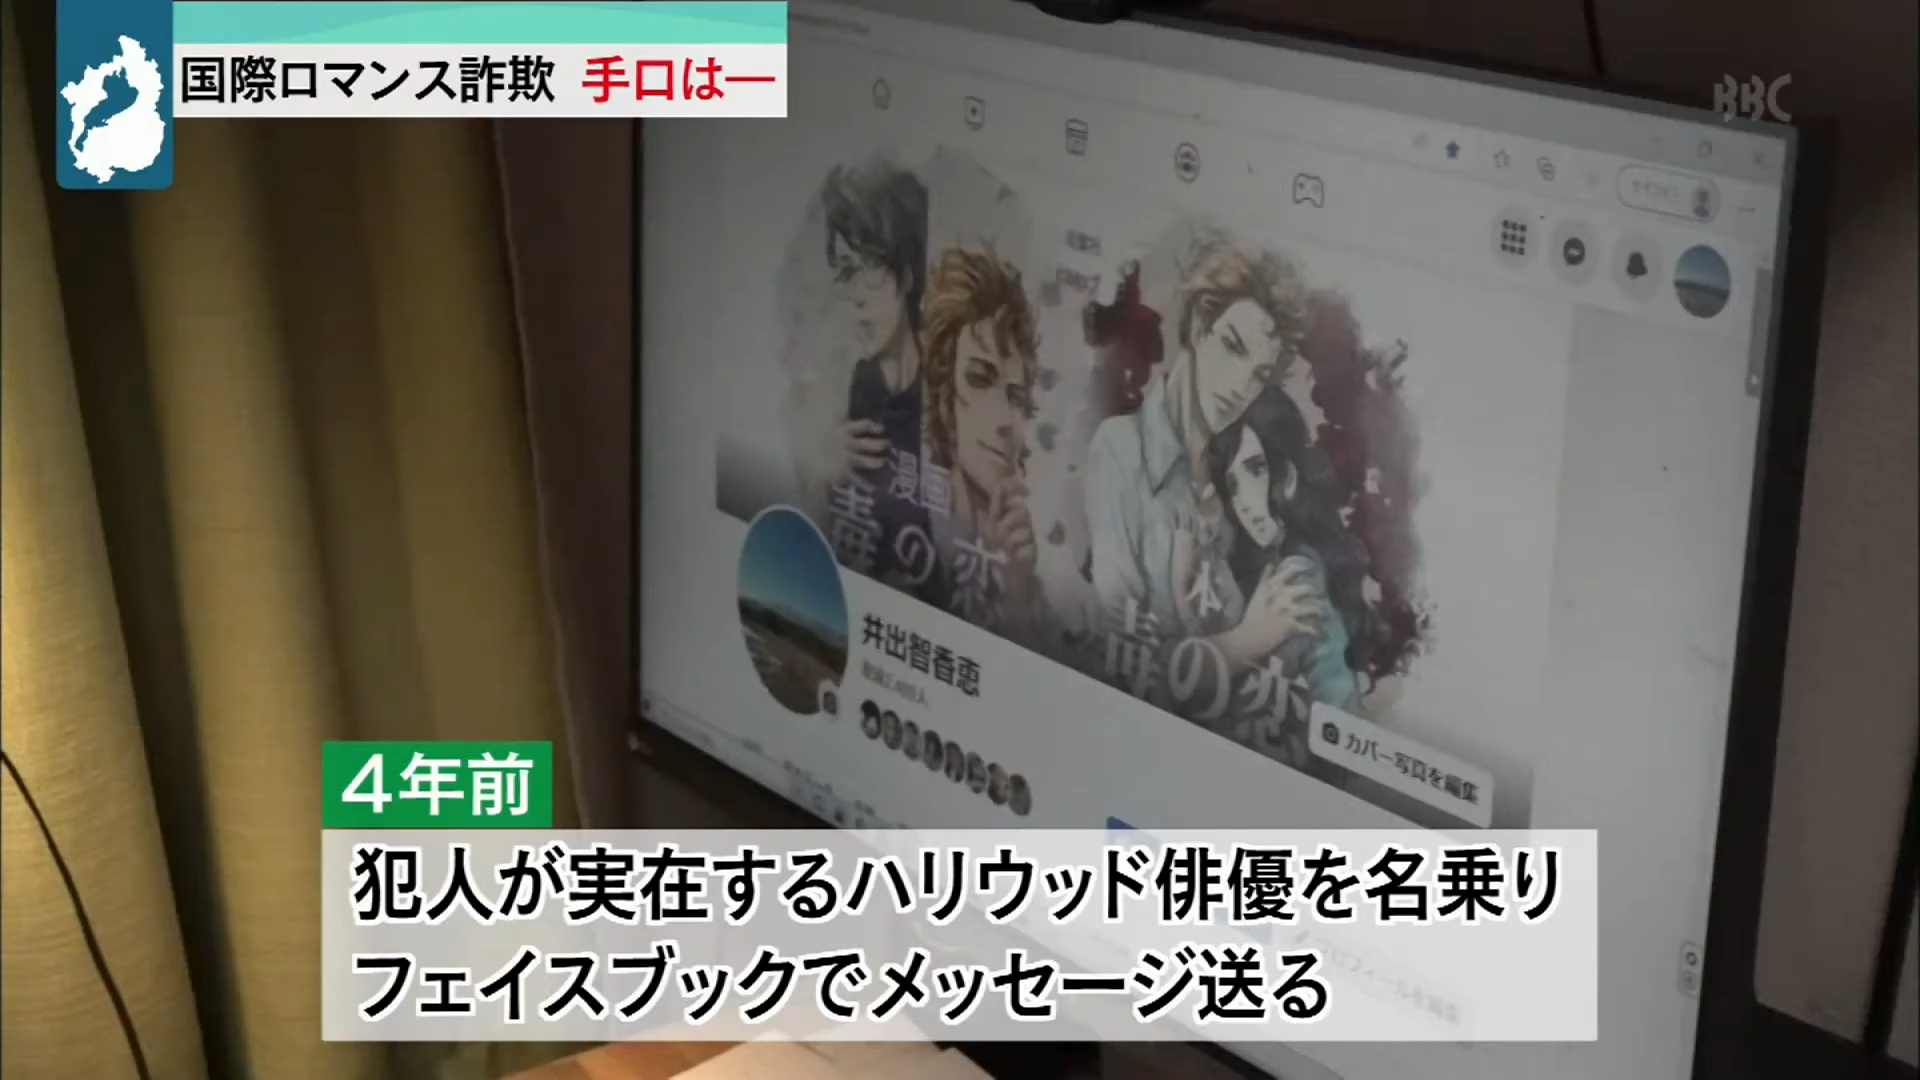 国際ロマンス詐欺 手口は―
BBC
漫画
毒の恋
本
毒の恋
井出智香恵
カバー写真を編集
4年前
犯人が実在するハリウッド俳優を名乗り
フェイスブックでメッセージ送る